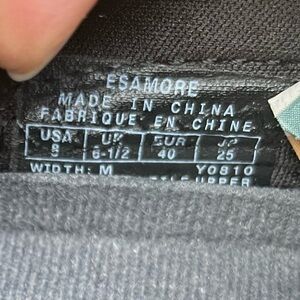 ESAMORE
MADE IN CHINA
FABRIQUE EN CHINE
USA UK EUR JP
8 6-1/2 40 25
WIDTH: M Y0810
UPPER